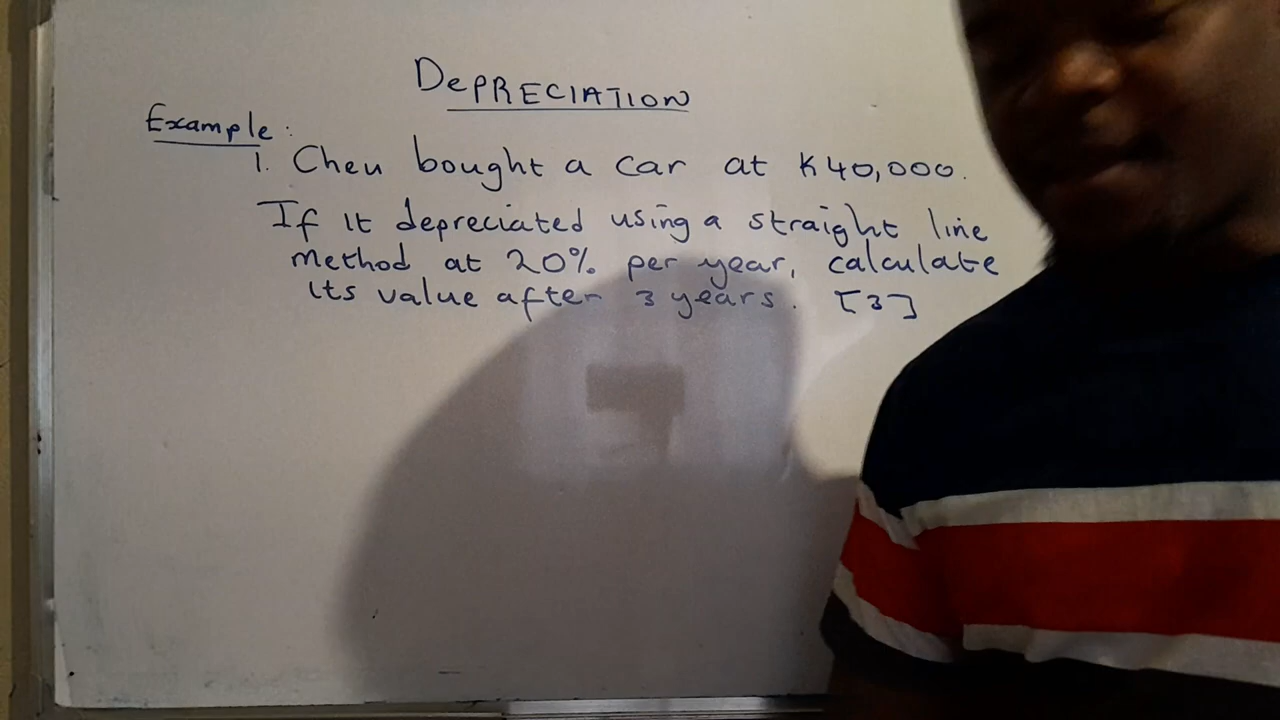 DePRECIATION
Example:
1. Cheu bought a car at K40,000.
If it depreciated using a straight line
method at 20% per year, calculate
its value after 3 years. [3]